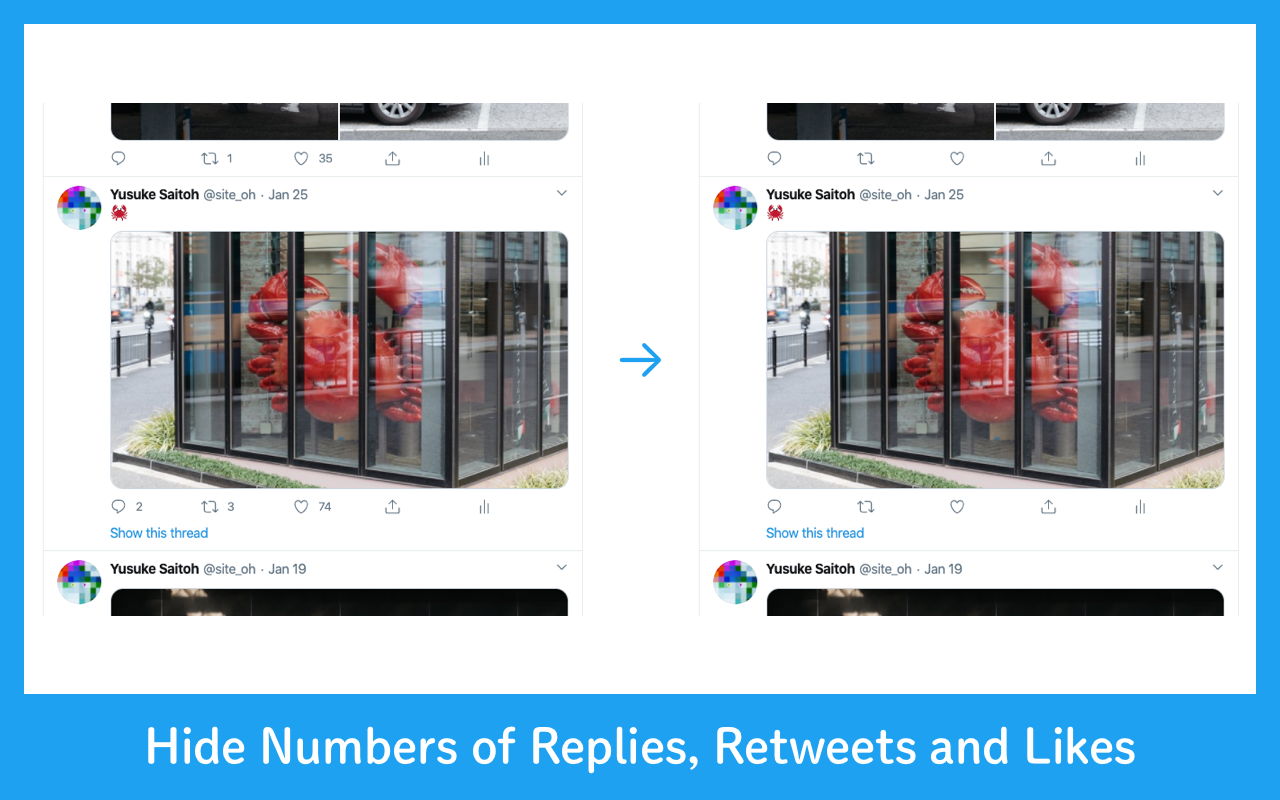 1 35
Yusuke Saitoh @site_oh · Jan 25
🦀
2 3 74
Show this thread
Yusuke Saitoh @site_oh · Jan 19
Yusuke Saitoh @site_oh · Jan 25
🦀
Show this thread
Yusuke Saitoh @site_oh · Jan 19
Hide Numbers of Replies, Retweets and Likes